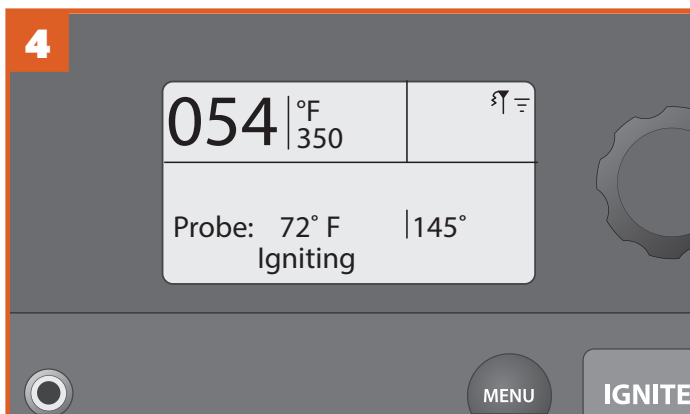 4
054 °F
350
Probe: 72° F 145°
Igniting
MENU
IGNITE